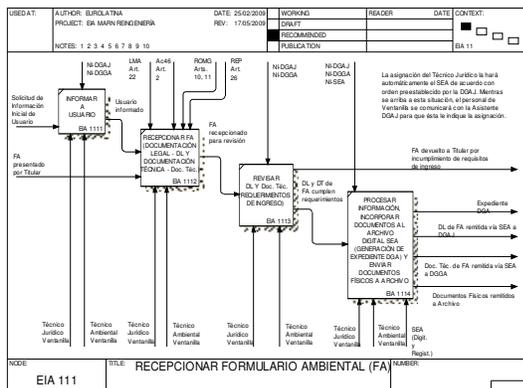 USED AT:
AUTHOR: EUROLATINA
DATE: 25/02/2009
PROJECT: EIA MARN REINGENIERÍA
REV: 17/05/2009
NOTES: 1 2 3 4 5 6 7 8 9 10
WORKING
DRAFT
RECOMMENDED
PUBLICATION
READER
DATE
CONTEXT:
EIA 11
NI-DGAJ
NI-DGGA
LMA
Art.
22
Ac46
Art.
2
ROMG
Arts.
10, 11
REP
Art.
26
NI-DGAJ
NI-DGGA
NI-DGAJ
NI-DGGA
NI-SEA
La asignación del Técnico Jurídico la hará
automáticamente el SEA de acuerdo con
orden preestablecido por la DGAJ. Mientras
se arriba a esta situación, el personal de
Ventanilla se comunicará con la Asistente
DGAJ para que ésta le indique la asignación.
Solicitud de
Información
Inicial de
Usuario
INFORMAR
A
USUARIO
EIA 1111
Usuario
informado
FA
presentado
por Titular
RECEPCIONAR FA
(DOCUMENTACIÓN
LEGAL - DL Y
DOCUMENTACIÓN
TÉCNICA - Doc. Téc.
EIA 1112
FA
recepcionado
para revisión
REVISAR
DL Y Doc. Téc.
(REQUERIMIENTOS
DE INGRESO)
EIA 1113
FA devuelto a Titular por
incumplimiento de requisitos
de ingreso
DL y DT de
FA cumplen
requerimientos
PROCESAR
INFORMACIÓN,
INCORPORAR
DOCUMENTOS AL
ARCHIVO
DIGITAL SEA
(GENERACIÓN DE
EXPEDIENTE DGA) Y
ENVIAR
DOCUMENTOS
FÍSICOS A ARCHIVO
EIA 1114
Expediente
DGA
DL de FA remitida vía SEA a
DGAJ
Doc. Téc. de FA remitida vía SEA
a DGGA
Documentos Físicos remitidos
a Archivo
Técnico
Jurídico
Ventanilla
Técnico
Ambiental
Ventanilla
Técnico
Jurídico
Ventanilla
Técnico
Ambiental
Ventanilla
Técnico
Jurídico
Ventanilla
Técnico
Ambiental
Ventanilla
Técnico
Jurídico
Ventanilla
Técnico
Ambiental
Ventanilla
SEA
(Digit.
y
Regist.)
NODE:
EIA 111
TITLE:
RECEPCIONAR FORMULARIO AMBIENTAL (FA)
NUMBER: